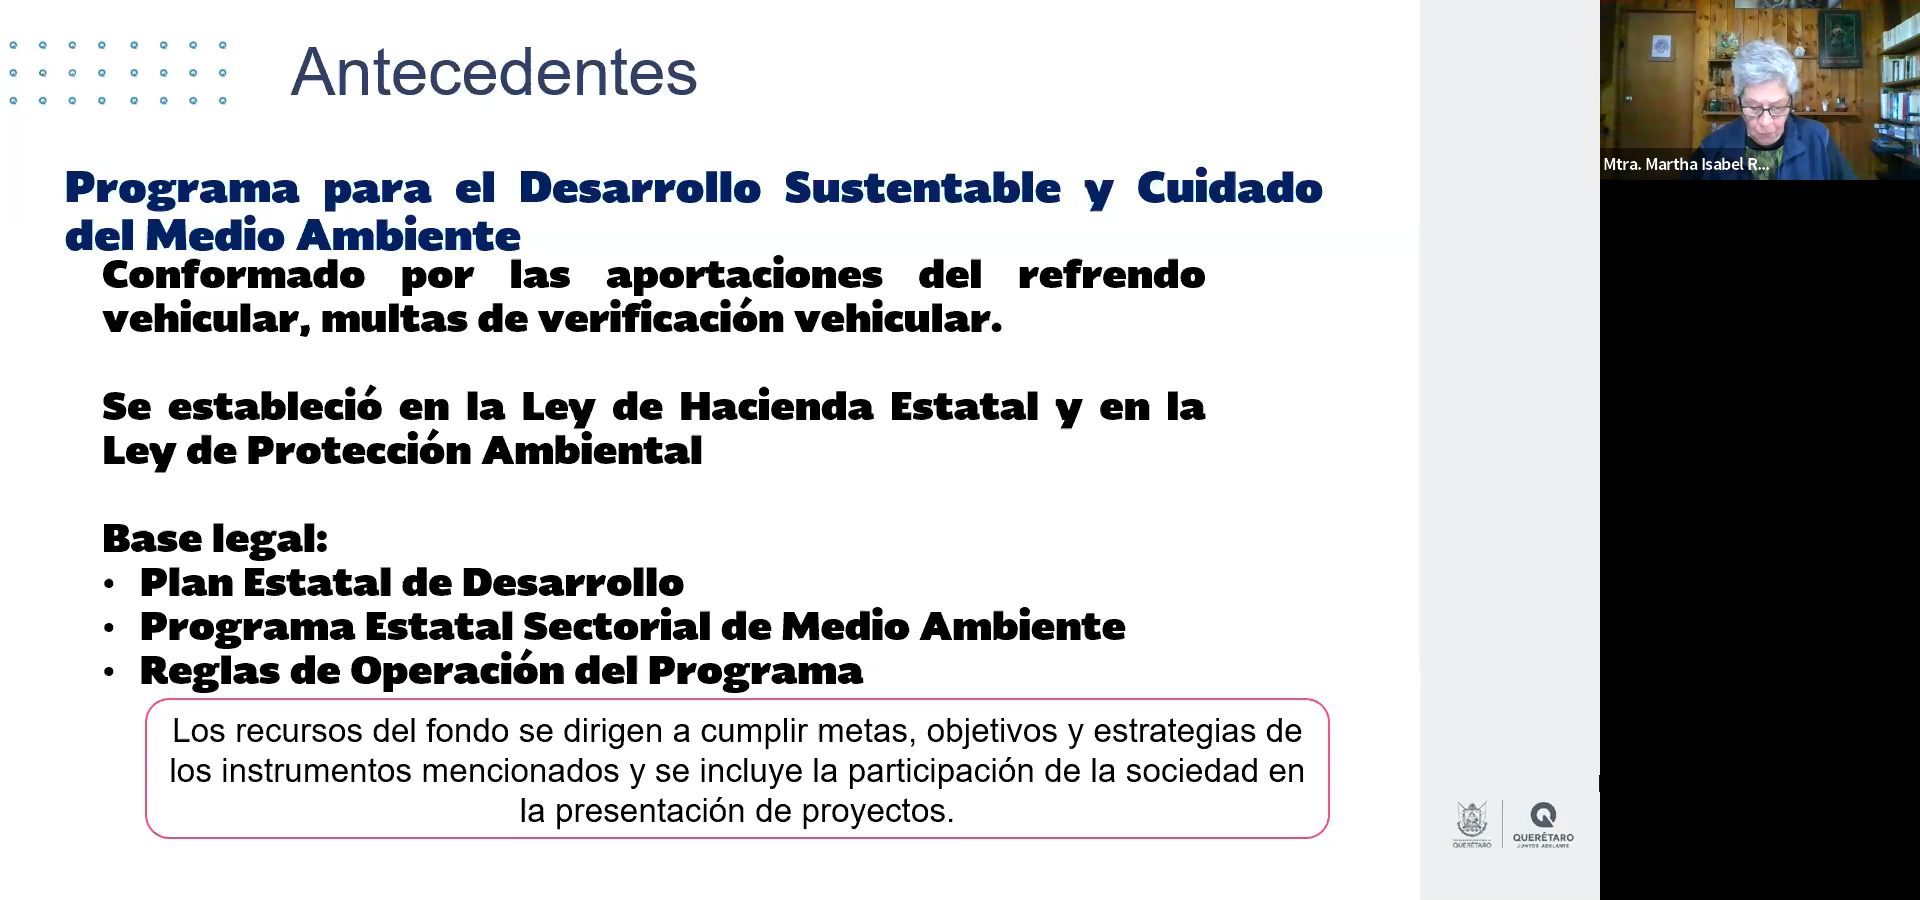 Antecedentes
Programa para el Desarrollo Sustentable y Cuidado
del Medio Ambiente
Conformado por las aportaciones del refrendo
vehicular, multas de verificación vehicular.
Se estableció en la Ley de Hacienda Estatal y en la
Ley de Protección Ambiental
Base legal:
• Plan Estatal de Desarrollo
• Programa Estatal Sectorial de Medio Ambiente
• Reglas de Operación del Programa
Los recursos del fondo se dirigen a cumplir metas, objetivos y estrategias de
los instrumentos mencionados y se incluye la participación de la sociedad en
la presentación de proyectos.
Mtra. Martha Isabel R...
QUERÉTARO
QUERÉTARO
JUNTOS ADELANTE